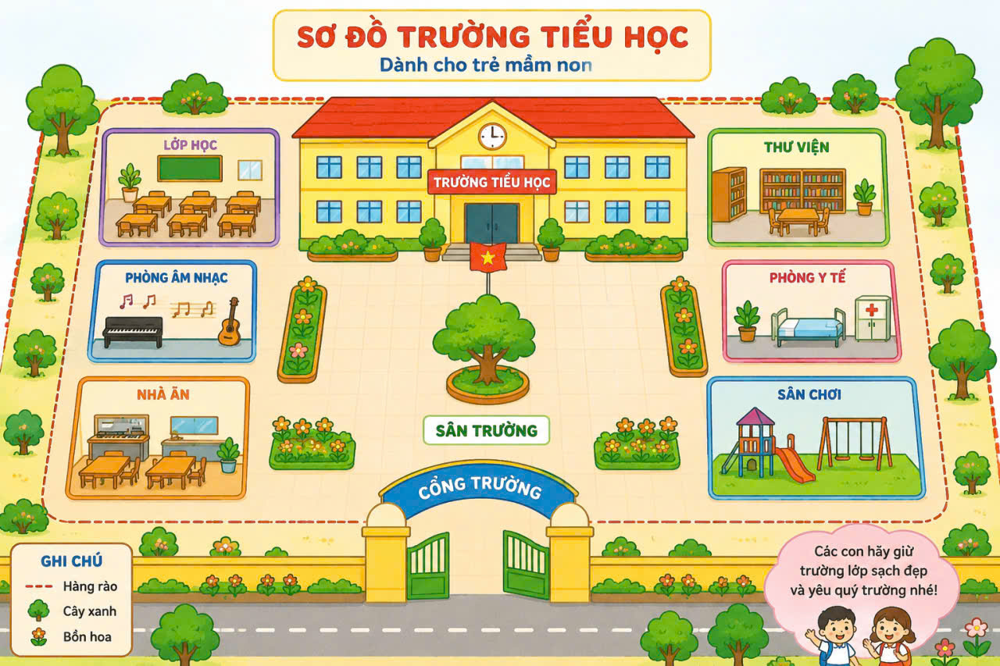 SƠ ĐỒ TRƯỜNG TIỂU HỌC
Dành cho trẻ mầm non
LỚP HỌC
TRƯỜNG TIỂU HỌC
THƯ VIỆN
PHÒNG ÂM NHẠC
PHÒNG Y TẾ
NHÀ ĂN
SÂN TRƯỜNG
SÂN CHƠI
CỔNG TRƯỜNG
GHI CHÚ
Hàng rào
Cây xanh
Bồn hoa
Các con hãy giừ
trường lớp sạch đẹp
và yêu quý trường nhé!